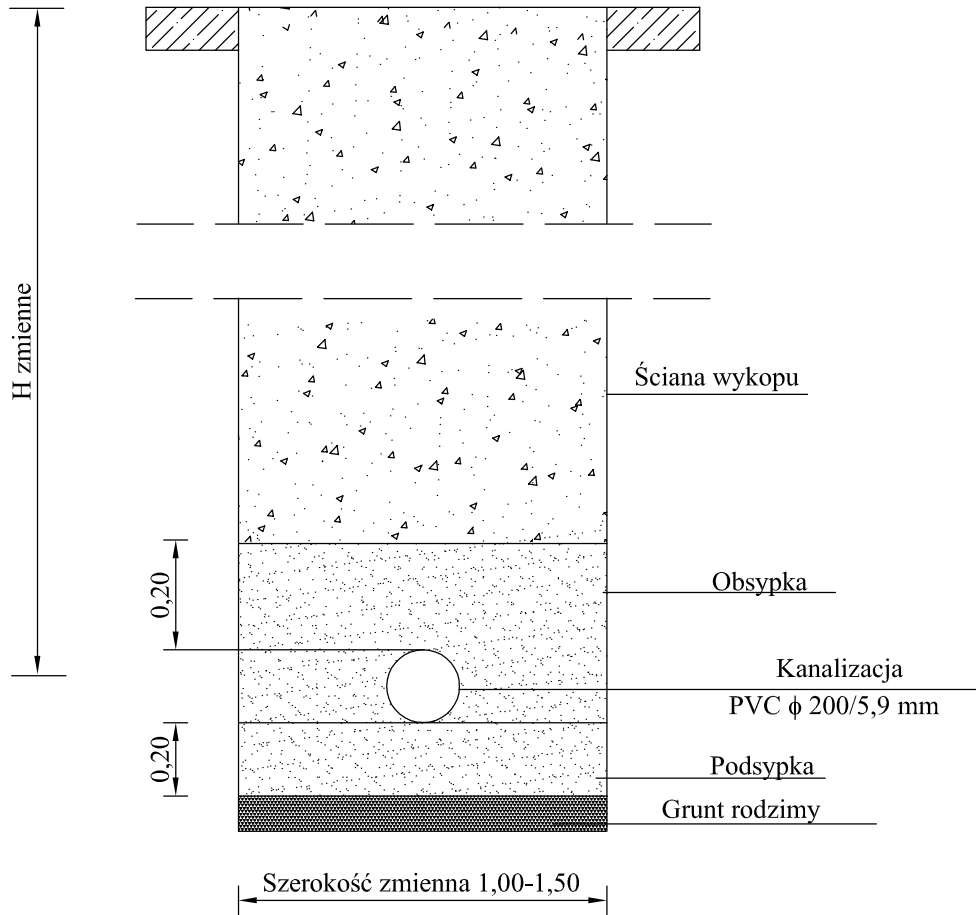 H zmienne
Ściana wykopu
0,20
Obsypka
Kanalizacja
PVC ϕ 200/5,9 mm
0,20
Podsypka
Grunt rodzimy
Szerokość zmienna 1,00-1,50